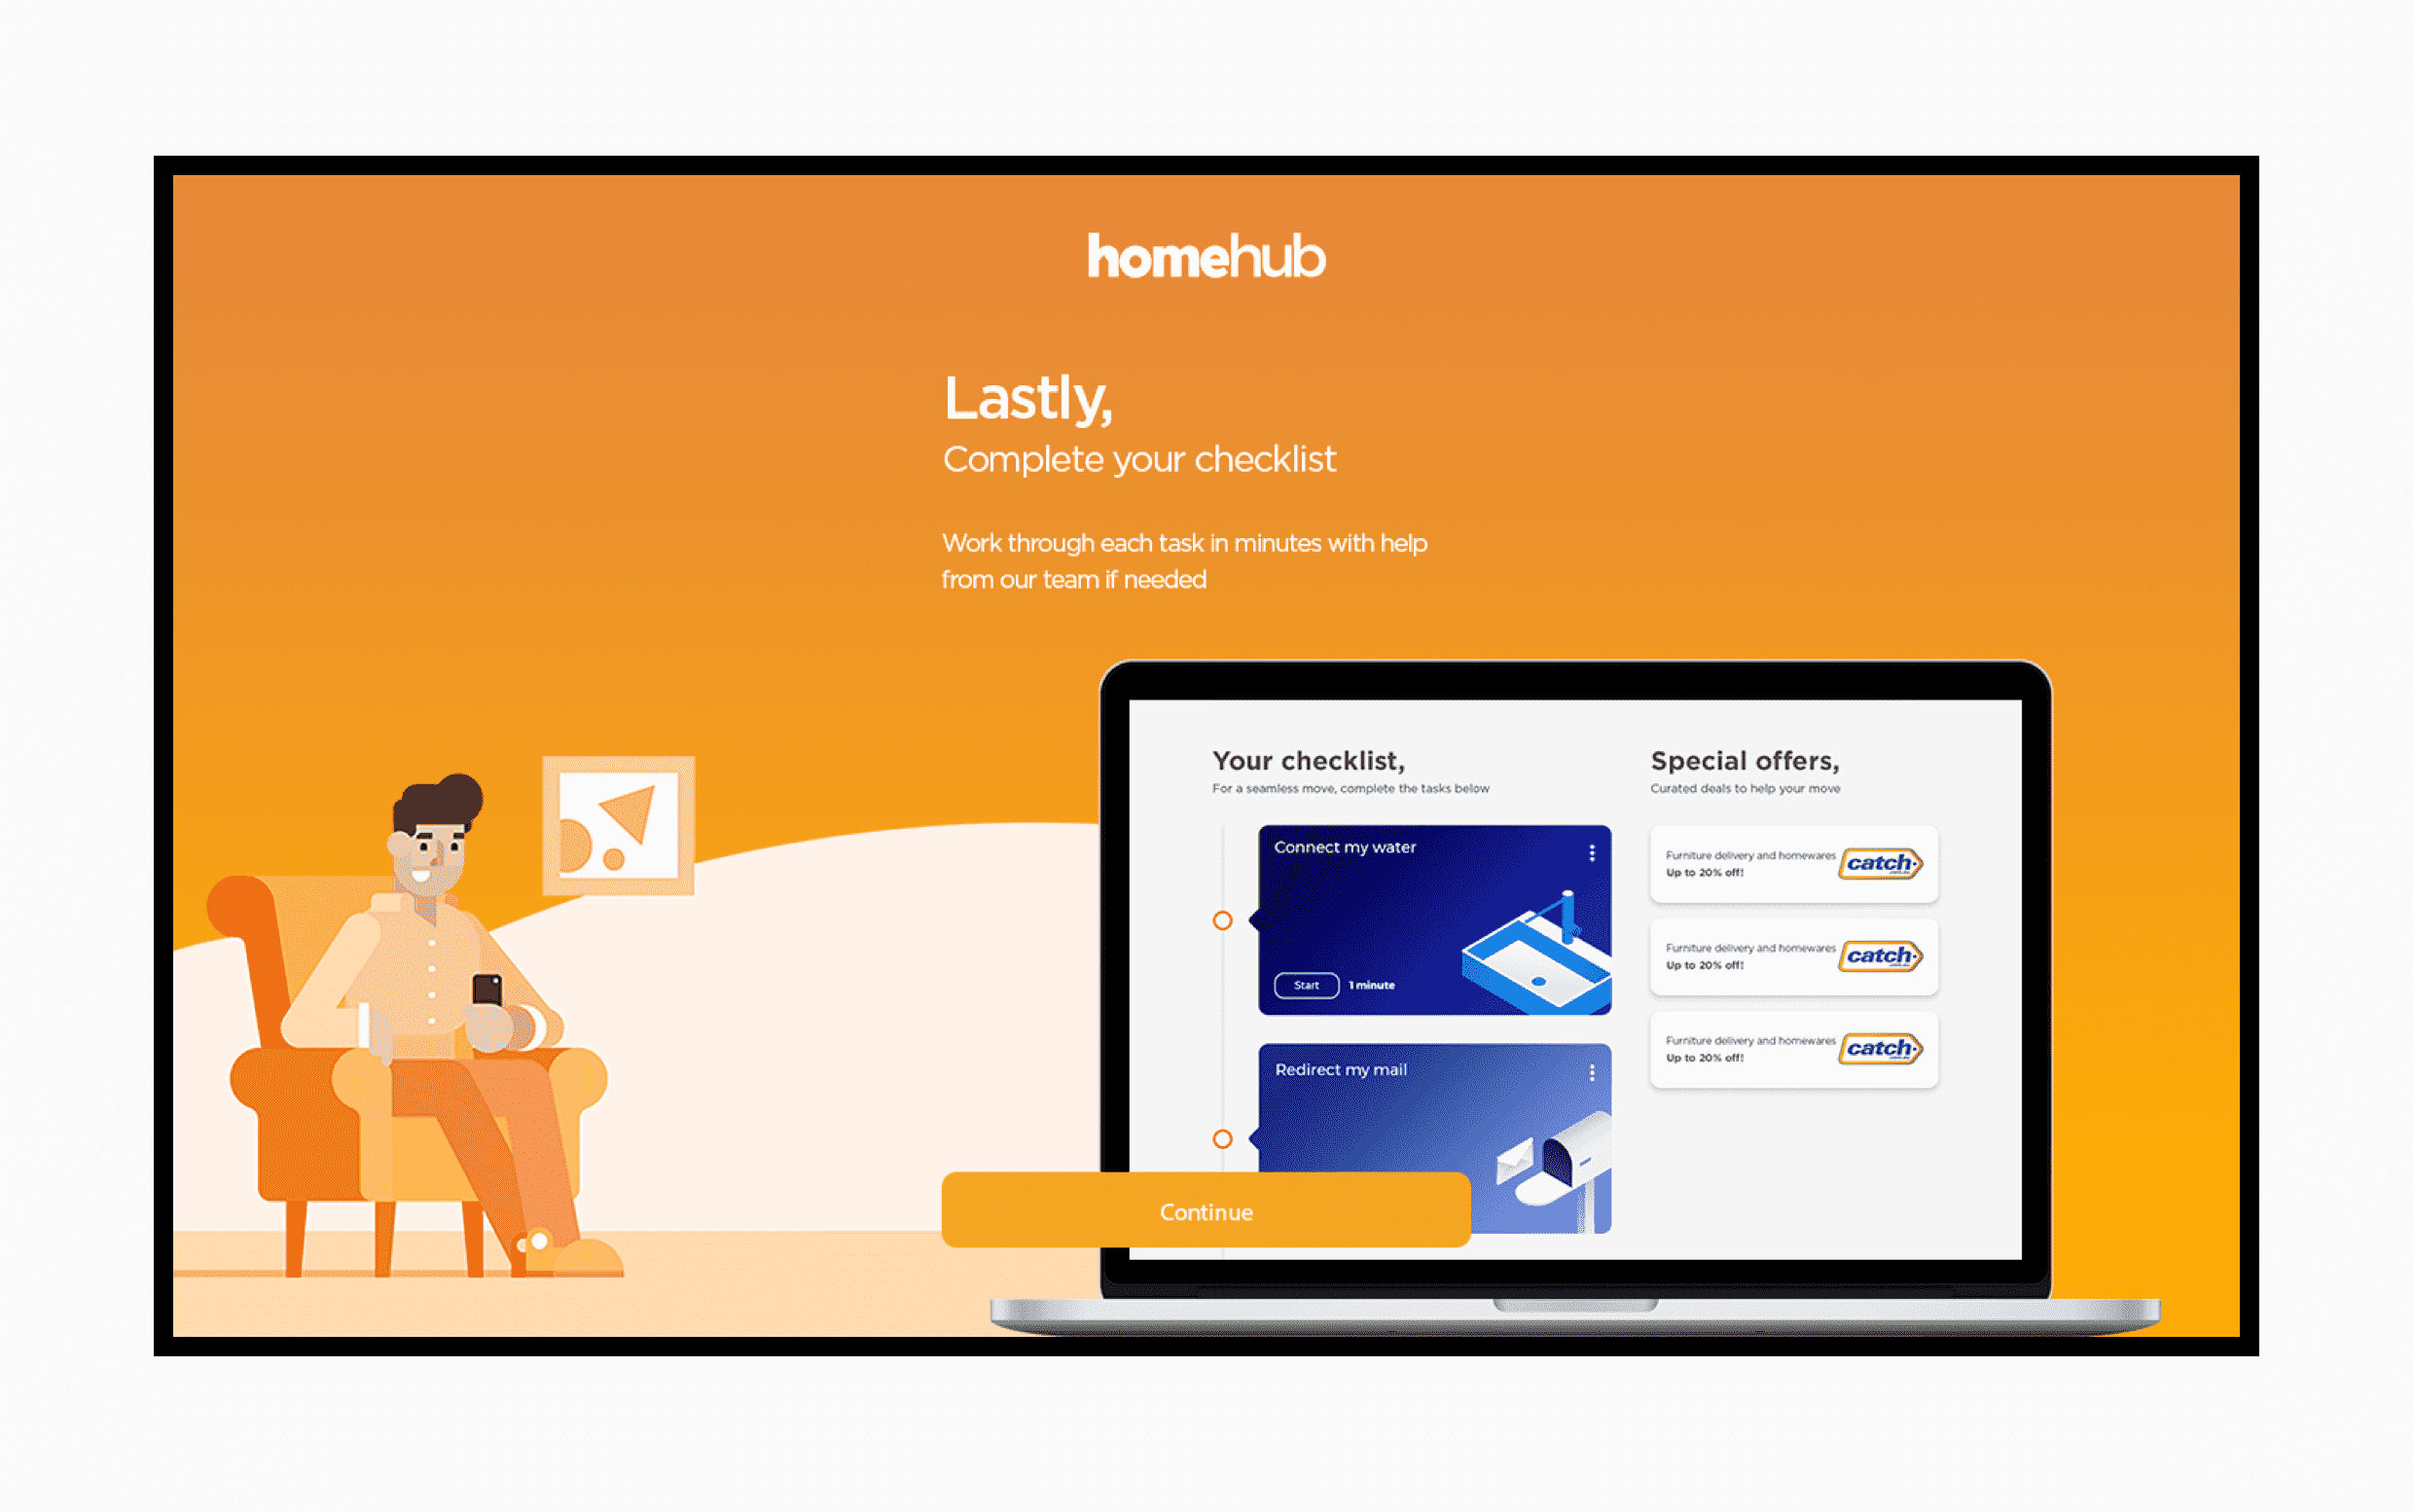 homehub
Lastly,
Complete your checklist
Work through each task in minutes with help
from our team if needed
Your checklist,
For a seamless move, complete the tasks below
Connect my water
Start
1 minute
Redirect my mail
Special offers,
Curated deals to help your move
Furniture delivery and homewares
Up to 20% off!
catch
Furniture delivery and homewares
Up to 20% off!
catch
Furniture delivery and homewares
Up to 20% off!
catch
Continue